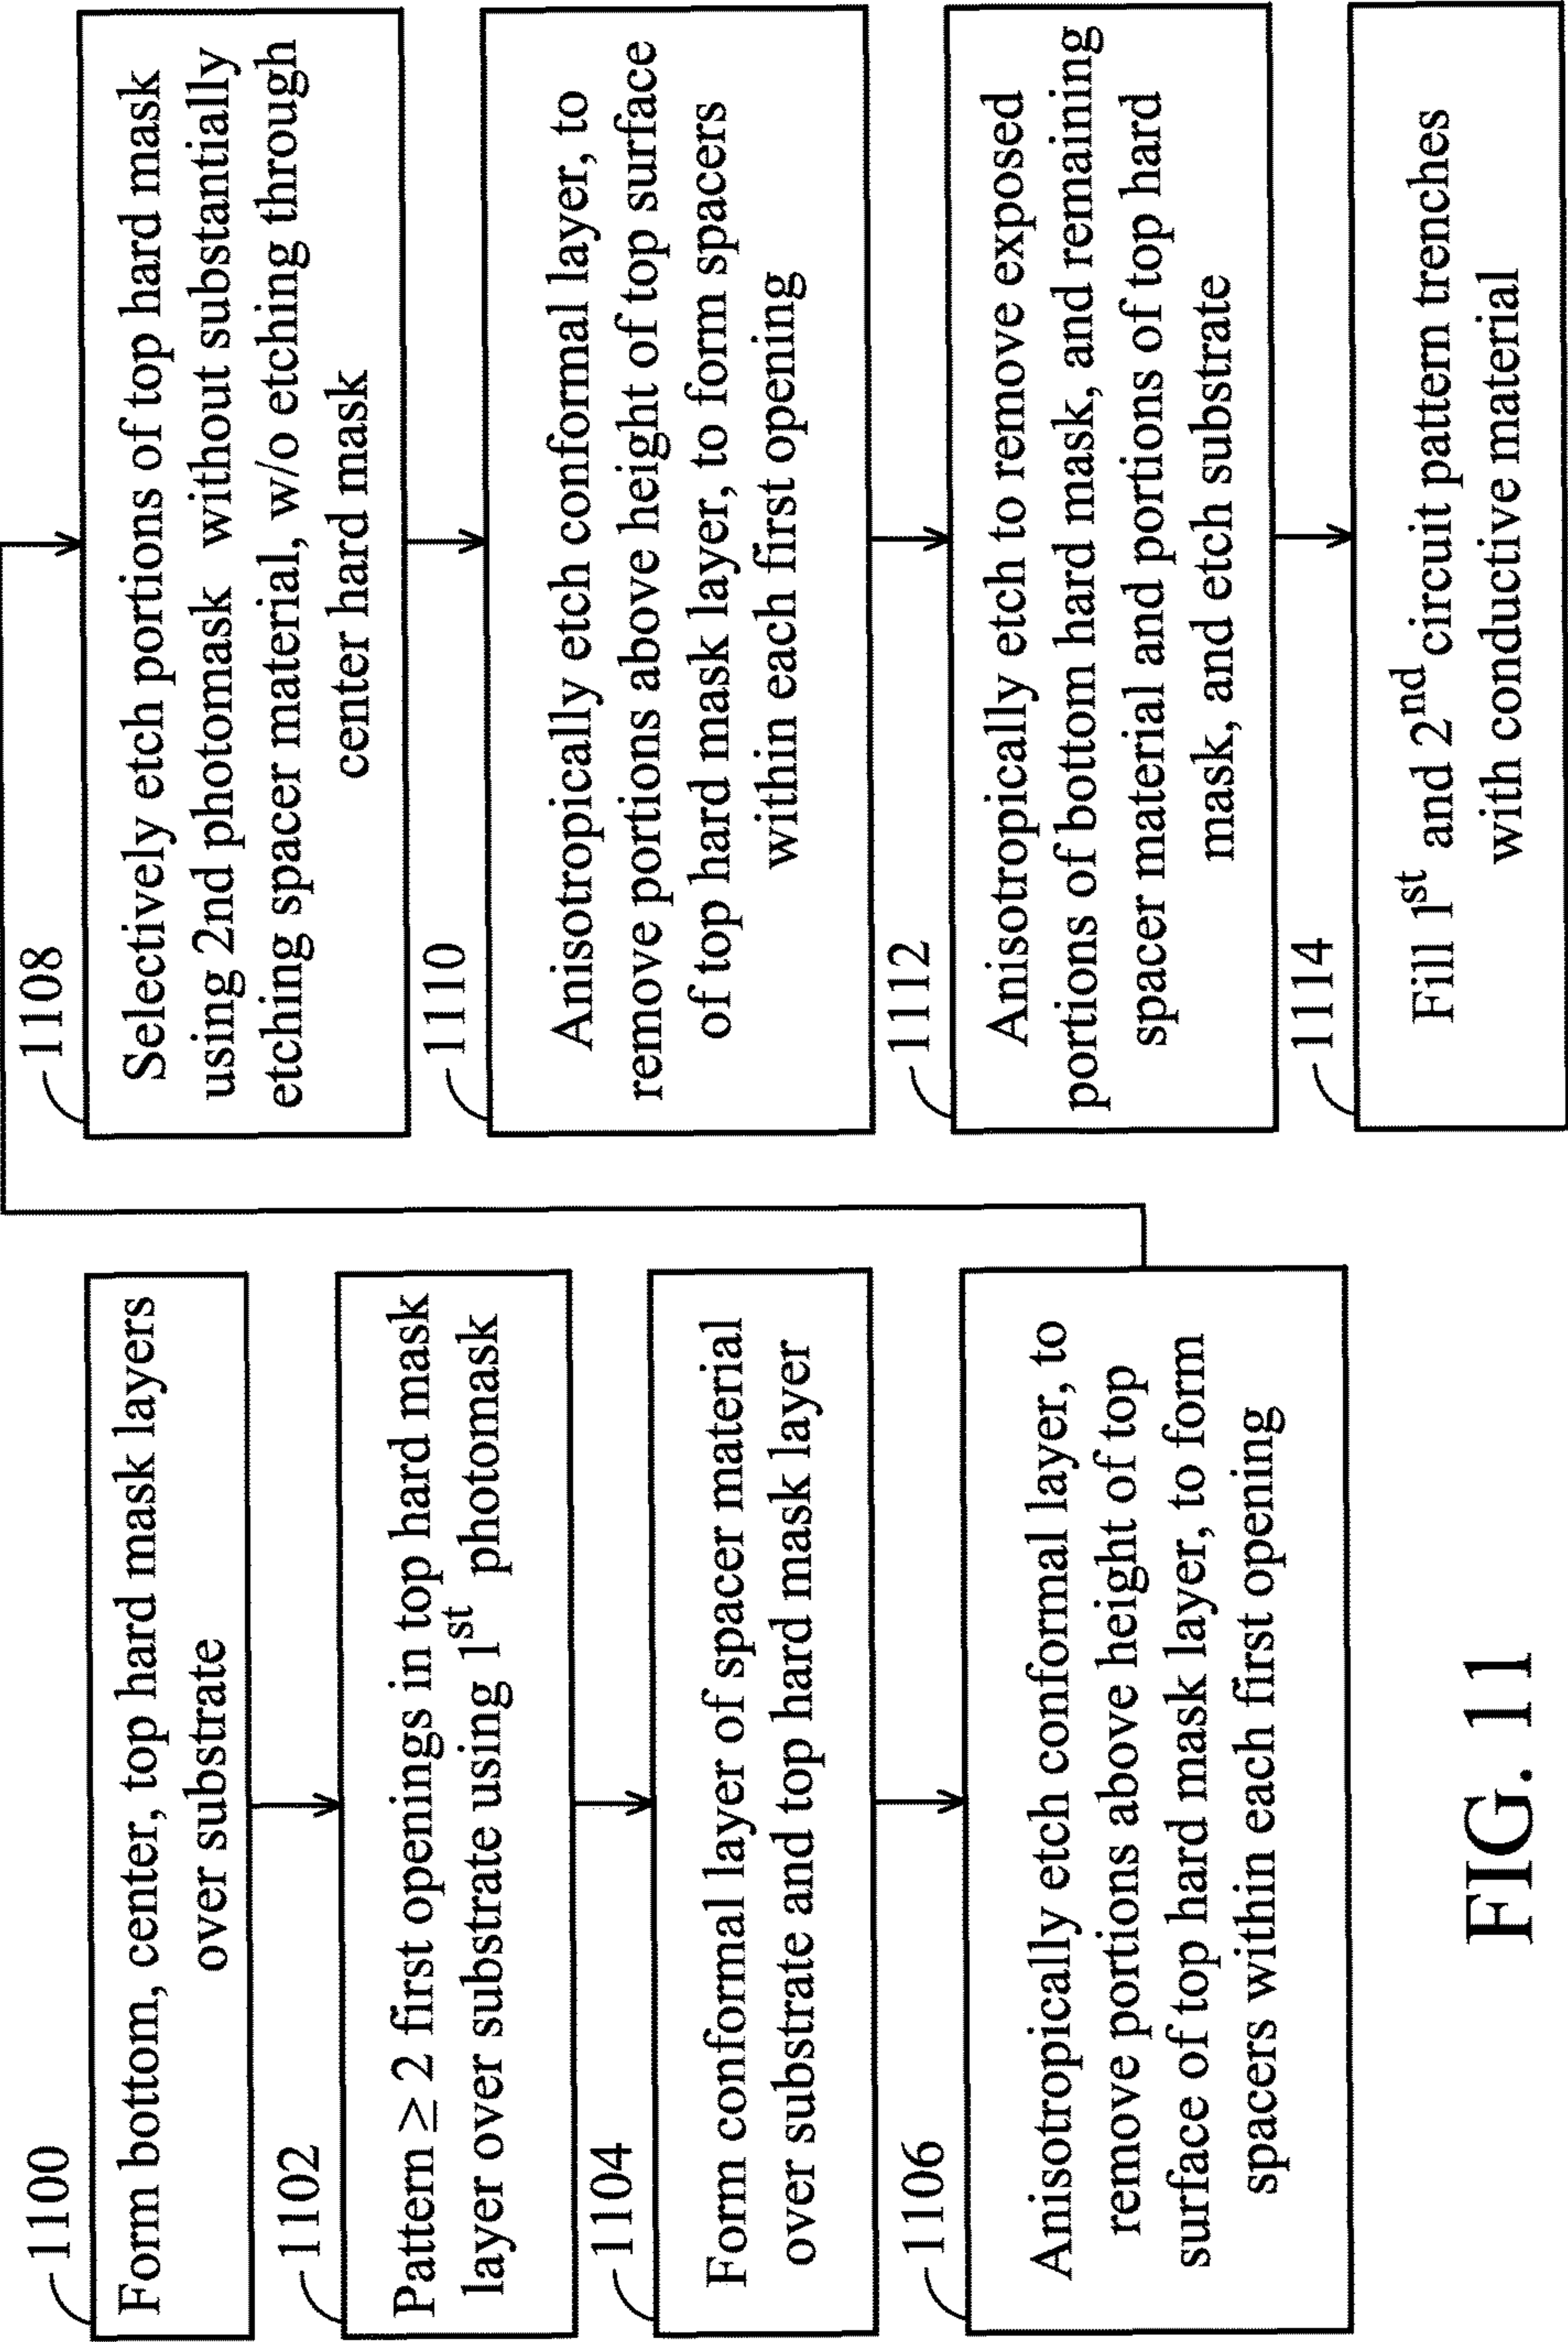 1100
Form bottom, center, top hard mask layers
over substrate
1102
Pattern ≥ 2 first openings in top hard mask
layer over substrate using 1st photomask
1104
Form conformal layer of spacer material
over substrate and top hard mask layer
1106
Anisotropically etch conformal layer, to
remove portions above height of top
surface of top hard mask layer, to form
spacers within each first opening
1108
Selectively etch portions of top hard mask
using 2nd photomask without substantially
etching spacer material, w/o etching through
center hard mask
1110
Anisotropically etch conformal layer, to
remove portions above height of top surface
of top hard mask layer, to form spacers
within each first opening
1112
Anisotropically etch to remove exposed
portions of bottom hard mask, and remaining
spacer material and portions of top hard
mask, and etch substrate
1114
Fill 1st and 2nd circuit pattern trenches
with conductive material
FIG. 11